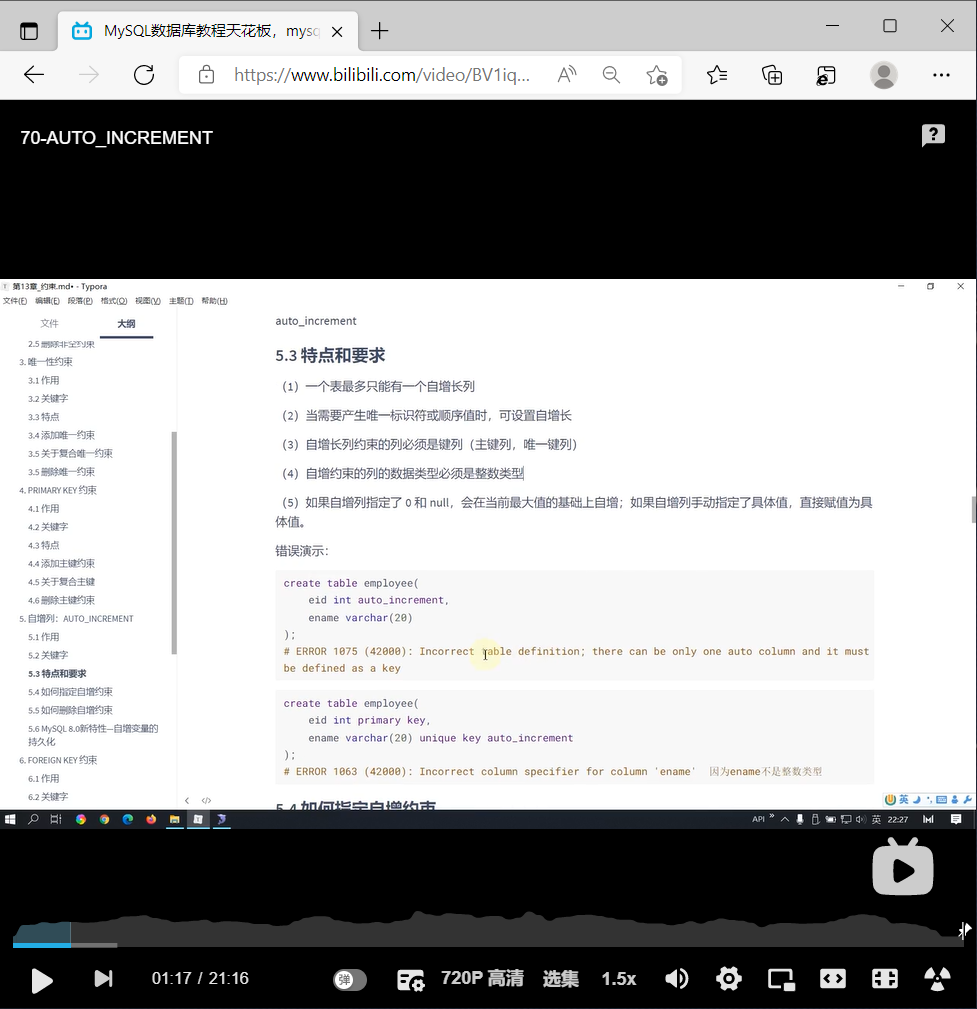 MySQL数据库教程天花板，mysq
https://www.bilibili.com/video/BV1iq...
70-AUTO_INCREMENT
第13章_约束.md• - Typora
文件(F) 编辑(E) 段落(P) 格式(O) 视图(V) 主题(T) 帮助(H)
文件 大纲
2.5 删除非空约束
3. 唯一性约束
3.1 作用
3.2 关键字
3.3 特点
3.4 添加唯一约束
3.5 关于复合唯一约束
3.5 删除唯一约束
4. PRIMARY KEY 约束
4.1 作用
4.2 关键字
4.3 特点
4.4 添加主键约束
4.5 关于复合主键
4.6 删除主键约束
5. 自增列：AUTO_INCREMENT
5.1 作用
5.2 关键字
5.3 特点和要求
5.4 如何指定自增约束
5.5 如何删除自增约束
5.6 MySQL 8.0新特性—自增变量的
持久化
6. FOREIGN KEY 约束
6.1 作用
6.2 关键字
auto_increment
5.3 特点和要求
（1）一个表最多只能有一个自增长列
（2）当需要产生唯一标识符或顺序值时，可设置自增长
（3）自增长列约束的列必须是键列（主键列，唯一键列）
（4）自增约束的列的数据类型必须是整数类型
（5）如果自增列指定了 0 和 null，会在当前最大值的基础上自增；如果自增列手动指定了具体值，直接赋值为具
体值。
错误演示：
create table employee(
eid int auto_increment,
ename varchar(20)
);
# ERROR 1075 (42000): Incorrect table definition; there can be only one auto column and it must
be defined as a key
create table employee(
eid int primary key,
ename varchar(20) unique key auto_increment
);
# ERROR 1063 (42000): Incorrect column specifier for column 'ename' 因为ename不是整数类型
5.4 如何指定自增约束
英
API 英 22:27
01:17 / 21:16
弹
720P 高清
选集
1.5x